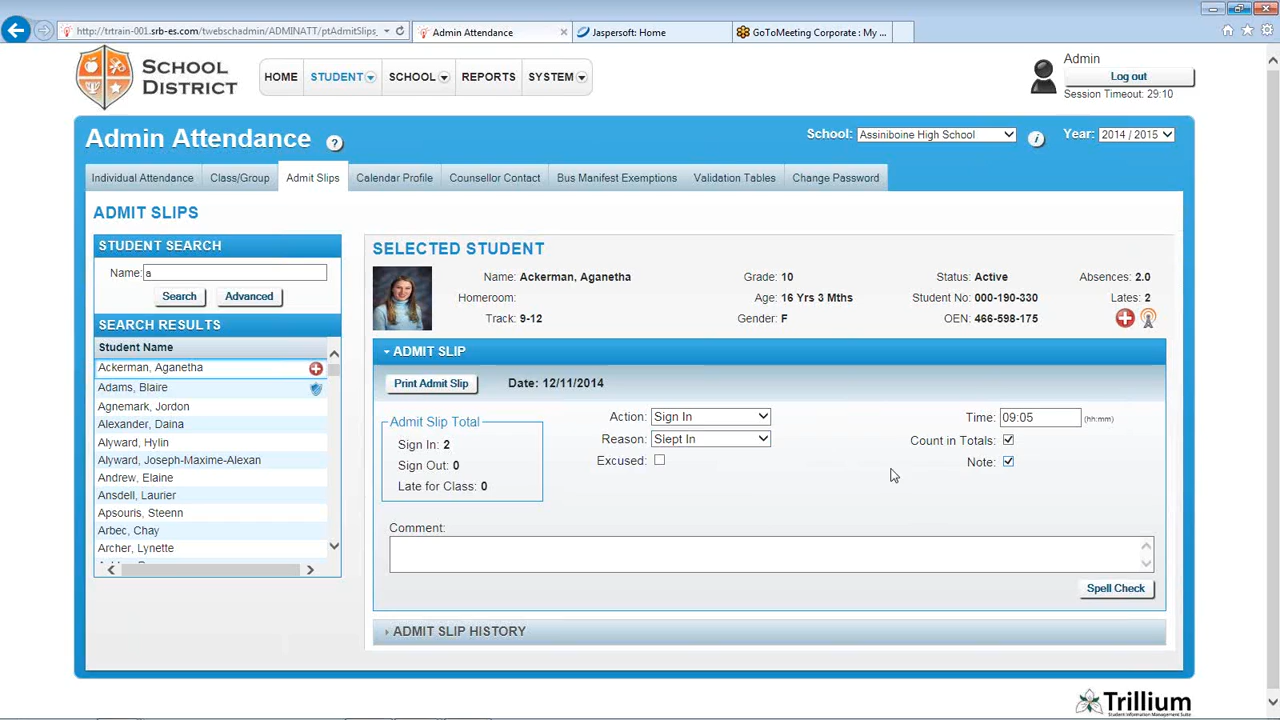 http://trtrain-001.srb-es.com/twebschadmin/ADMINATT/ptAdmitSlips
Admin Attendance
Jaspersoft: Home
GoToMeeting Corporate : My ...
SCHOOL DISTRICT
HOME STUDENT SCHOOL REPORTS SYSTEM
Admin
Log out
Session Timeout: 29:10
Admin Attendance ?
School: Assiniboine High School i Year: 2014 / 2015
Individual Attendance Class/Group Admit Slips Calendar Profile Counsellor Contact Bus Manifest Exemptions Validation Tables Change Password
ADMIT SLIPS
STUDENT SEARCH
Name: a
Search Advanced
SEARCH RESULTS
Student Name
Ackerman, Aganetha
Adams, Blaire
Agnemark, Jordon
Alexander, Daina
Alyward, Hylin
Alyward, Joseph-Maxime-Alexan
Andrew, Elaine
Ansdell, Laurier
Apsouris, Steenn
Arbec, Chay
Archer, Lynette
SELECTED STUDENT
Name: Ackerman, Aganetha Grade: 10 Status: Active Absences: 2.0
Homeroom: Age: 16 Yrs 3 Mths Student No: 000-190-330 Lates: 2
Track: 9-12 Gender: F OEN: 466-598-175
ADMIT SLIP
Print Admit Slip Date: 12/11/2014
Admit Slip Total
Sign In: 2
Sign Out: 0
Late for Class: 0
Action: Sign In Time: 09:05 (hh:mm)
Reason: Slept In Count in Totals:
Excused: Note:
Comment:
Spell Check
ADMIT SLIP HISTORY
Trillium
Student Information Management Suite